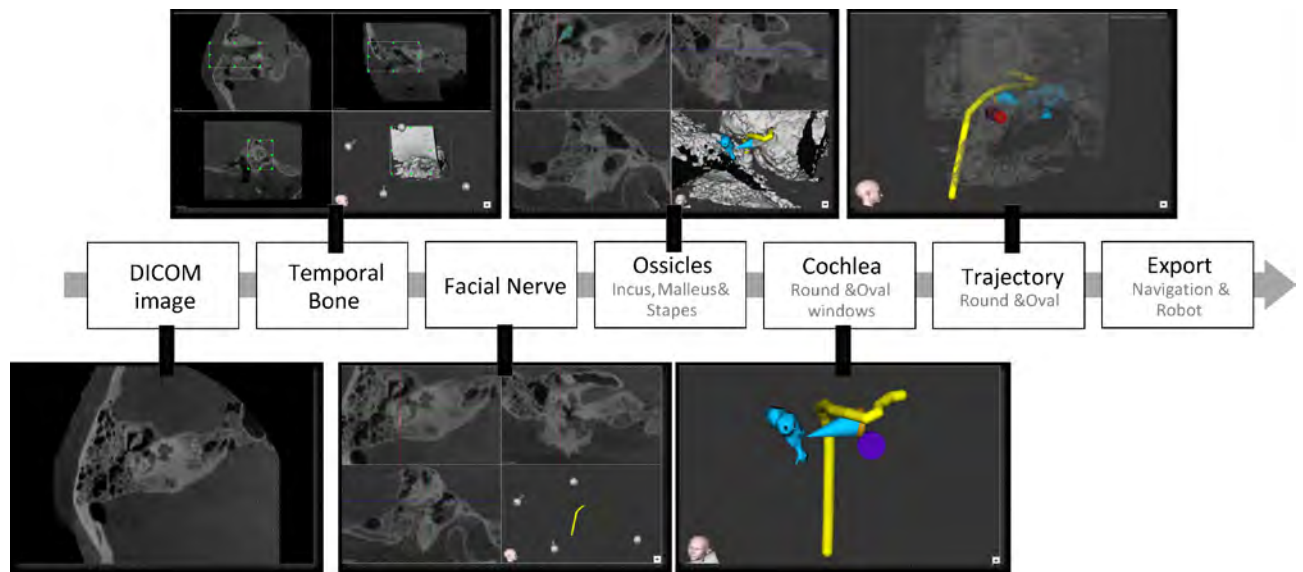 DICOM
image
Temporal
Bone
Facial Nerve
Ossicles
Incus,Malleus&
Stapes
Cochlea
Round &Oval
windows
Trajectory
Round &Oval
Export
Navigation &
Robot